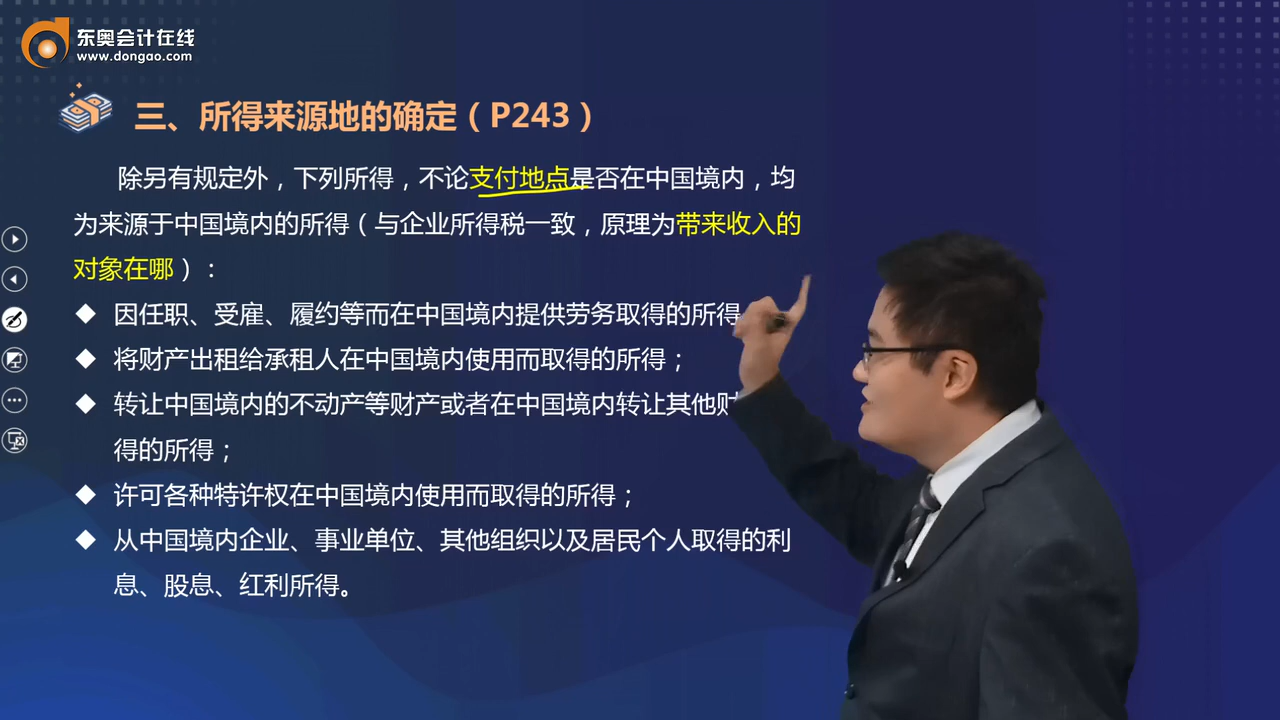 东奥会计在线
www.dongao.com
三、所得来源地的确定（P243）
除另有规定外，下列所得，不论支付地点是否在中国境内，均
为来源于中国境内的所得（与企业所得税一致，原理为带来收入的
对象在哪）：
◆ 因任职、受雇、履约等而在中国境内提供劳务取得的所得
◆ 将财产出租给承租人在中国境内使用而取得的所得；
◆ 转让中国境内的不动产等财产或者在中国境内转让其他财
得的所得；
◆ 许可各种特许权在中国境内使用而取得的所得；
◆ 从中国境内企业、事业单位、其他组织以及居民个人取得的利
息、股息、红利所得。